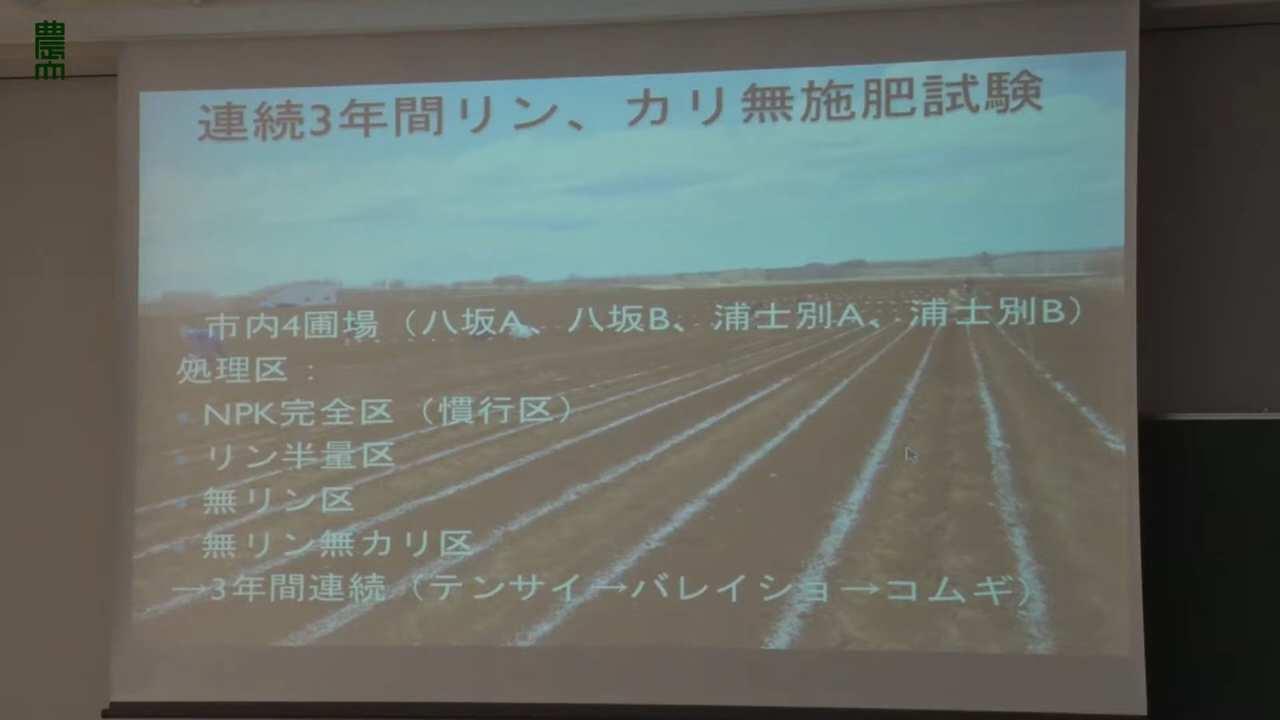 連続3年間リン、カリ無施肥試験
市内4圃場（八坂A、八坂B、浦士別A、浦士別B）
処理区：
NPK完全区（慣行区）
リン半量区
無リン区
無リン無カリ区
→3年間連続（テンサイ→バレイショ→コムギ）